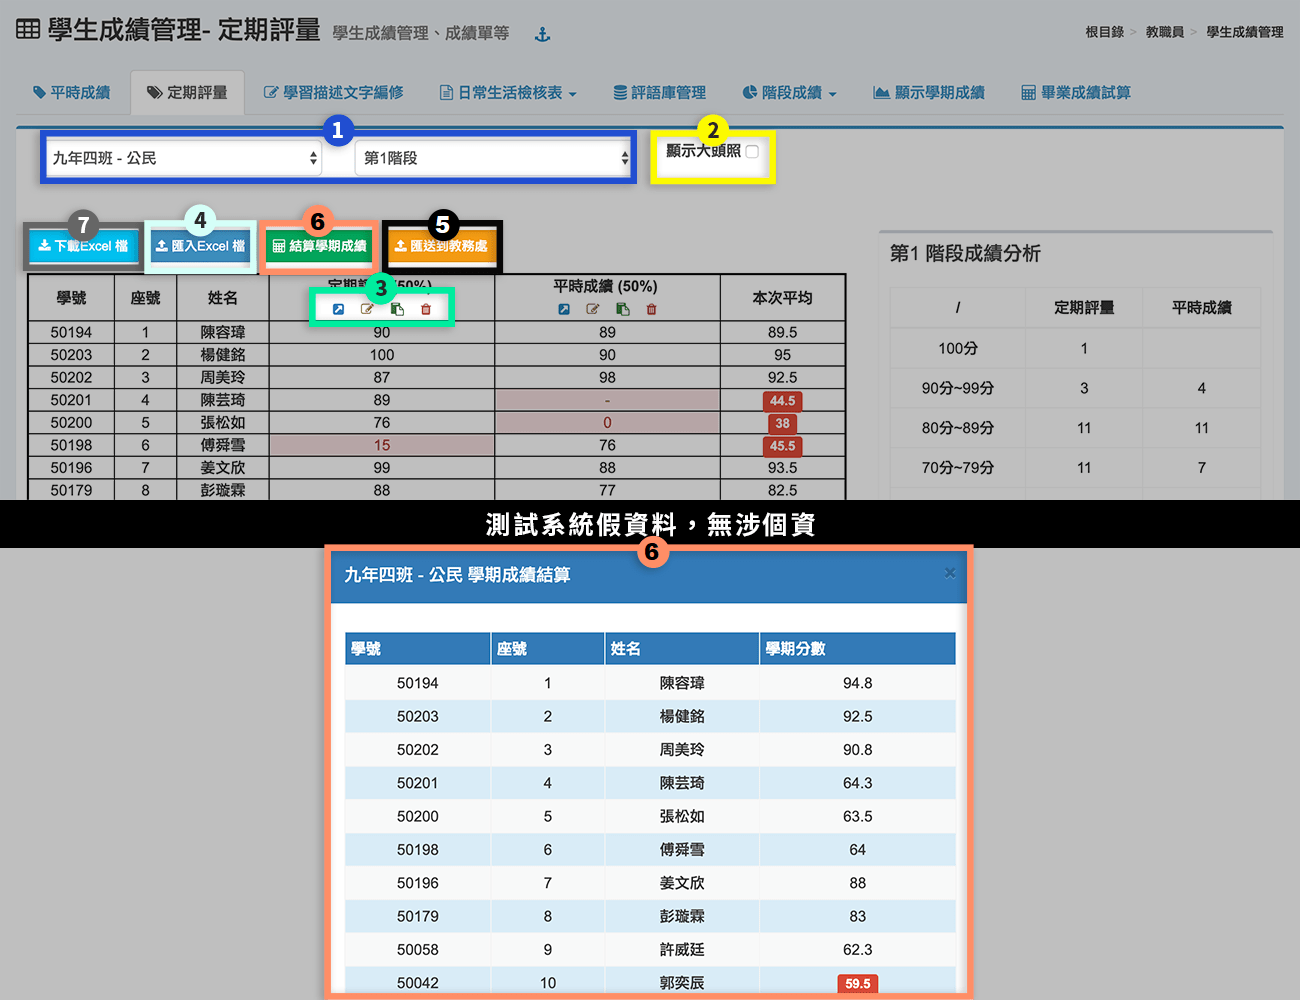 學生成績管理- 定期評量 學生成績管理、成績單等
根目錄 > 教職員 > 學生成績管理
平時成績 定期評量 學習描述文字編修 日常生活檢核表 評語庫管理 階段成績 顯示學期成績 畢業成績試算
1 2
九年四班 - 公民 第1階段 顯示大頭照
7 4 6 5
下載Excel 檔 匯入Excel 檔 結算學期成績 匯送到教務處
3
學號 座號 姓名 定期評量 (50%) 平時成績 (50%) 本次平均
50194 1 陳容瑋 90 89 89.5
50203 2 楊健銘 100 90 95
50202 3 周美玲 87 98 92.5
50201 4 陳芸琦 89 - 44.5
50200 5 張松如 76 0 38
50198 6 傅舜雪 15 76 45.5
50196 7 姜文欣 99 88 93.5
50179 8 彭璇霖 88 77 82.5
第1 階段成績分析
/ 定期評量 平時成績
100分 1
90分~99分 3 4
80分~89分 11 11
70分~79分 11 7
測試系統假資料，無涉個資
6
九年四班 - 公民 學期成績結算 ×
學號 座號 姓名 學期分數
50194 1 陳容瑋 94.8
50203 2 楊健銘 92.5
50202 3 周美玲 90.8
50201 4 陳芸琦 64.3
50200 5 張松如 63.5
50198 6 傅舜雪 64
50196 7 姜文欣 88
50179 8 彭璇霖 83
50058 9 許威廷 62.3
50042 10 郭奕辰 59.5